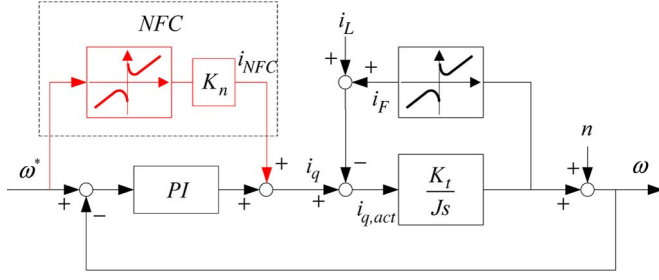 NFC
i_L
i_NFC
K_n
+
+
i_F
n
ω*
+
i_q
−
K_t
Js
+
ω
+
−
PI
+
+
i_q,act
+